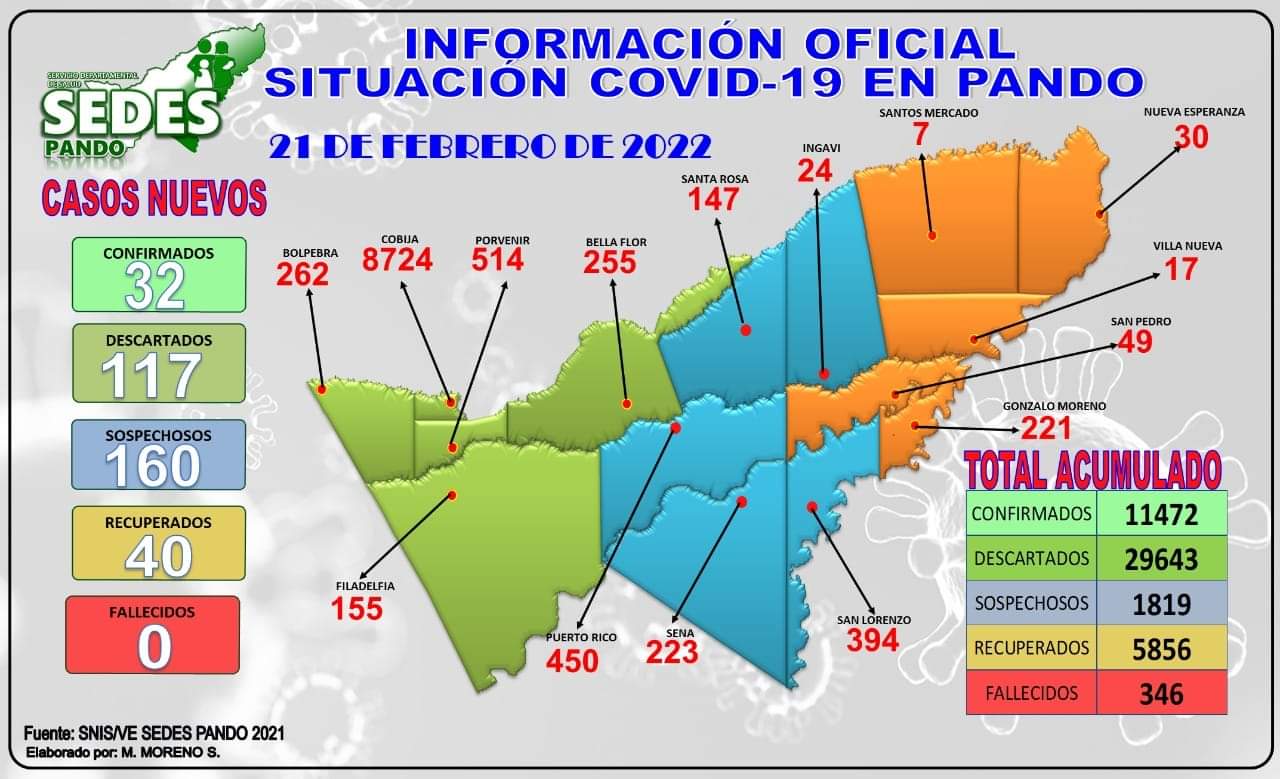 INFORMACIÓN OFICIAL
SITUACIÓN COVID-19 EN PANDO
21 DE FEBRERO DE 2022
SERVICIO DEPARTAMENTAL
DE SALUD
SEDES
PANDO
CASOS NUEVOS
CONFIRMADOS
32
DESCARTADOS
117
SOSPECHOSOS
160
RECUPERADOS
40
FALLECIDOS
0
BOLPEBRA
262
COBIJA
8724
PORVENIR
514
BELLA FLOR
255
SANTA ROSA
147
INGAVI
24
SANTOS MERCADO
7
NUEVA ESPERANZA
30
VILLA NUEVA
17
SAN PEDRO
49
GONZALO MORENO
221
FILADELFIA
155
PUERTO RICO
450
SENA
223
SAN LORENZO
394
TOTAL ACUMULADO
CONFIRMADOS 11472
DESCARTADOS 29643
SOSPECHOSOS 1819
RECUPERADOS 5856
FALLECIDOS 346
Fuente: SNIS/VE SEDES PANDO 2021
Elaborado por: M. MORENO S.